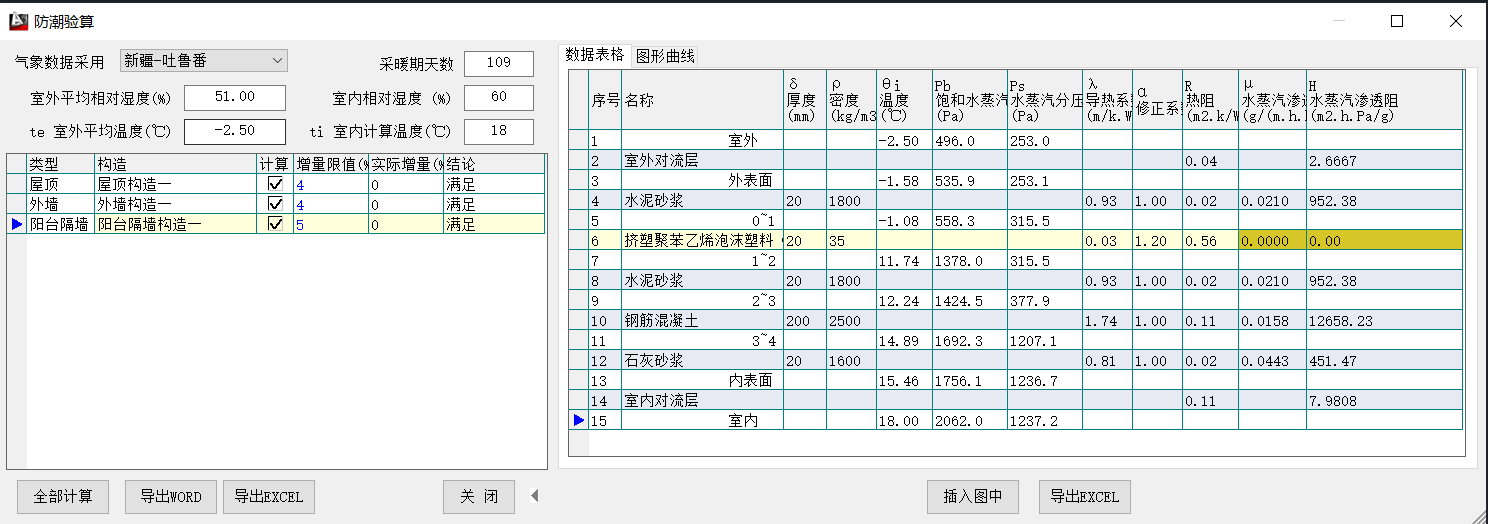 防潮验算
气象数据采用 新疆-吐鲁番 采暖期天数 109
室外平均相对湿度(%) 51.00 室内相对湿度 (%) 60
te 室外平均温度(℃) -2.50 ti 室内计算温度(℃) 18
类型 构造 计算 增量限值(% 实际增量(% 结论
屋顶 屋顶构造一 4 0 满足
外墙 外墙构造一 4 0 满足
阳台隔墙 阳台隔墙构造一 5 0 满足
全部计算 导出WORD 导出EXCEL 关 闭
数据表格 图形曲线
序号 名称 δ 厚度 (mm) ρ 密度 (kg/m3 θi 温度 (℃) Pb 饱和水蒸汽 (Pa) Ps 水蒸汽分压 (Pa) λ 导热系数 (m/k.W α 修正系 R 热阻 (m2.k/W μ 水蒸汽渗透 (g/(m.h. H 水蒸汽渗透阻 (m2.h.Pa/g)
1 室外 -2.50 496.0 253.0
2 室外对流层 0.04 2.6667
3 外表面 -1.58 535.9 253.1
4 水泥砂浆 20 1800 0.93 1.00 0.02 0.0210 952.38
5 0~1 -1.08 558.3 315.5
6 挤塑聚苯乙烯泡沫塑料 20 35 0.03 1.20 0.56 0.0000 0.00
7 1~2 11.74 1378.0 315.5
8 水泥砂浆 20 1800 0.93 1.00 0.02 0.0210 952.38
9 2~3 12.24 1424.5 377.9
10 钢筋混凝土 200 2500 1.74 1.00 0.11 0.0158 12658.23
11 3~4 14.89 1692.3 1207.1
12 石灰砂浆 20 1600 0.81 1.00 0.02 0.0443 451.47
13 内表面 15.46 1756.1 1236.7
14 室内对流层 0.11 7.9808
15 室内 18.00 2062.0 1237.2
插入图中 导出EXCEL